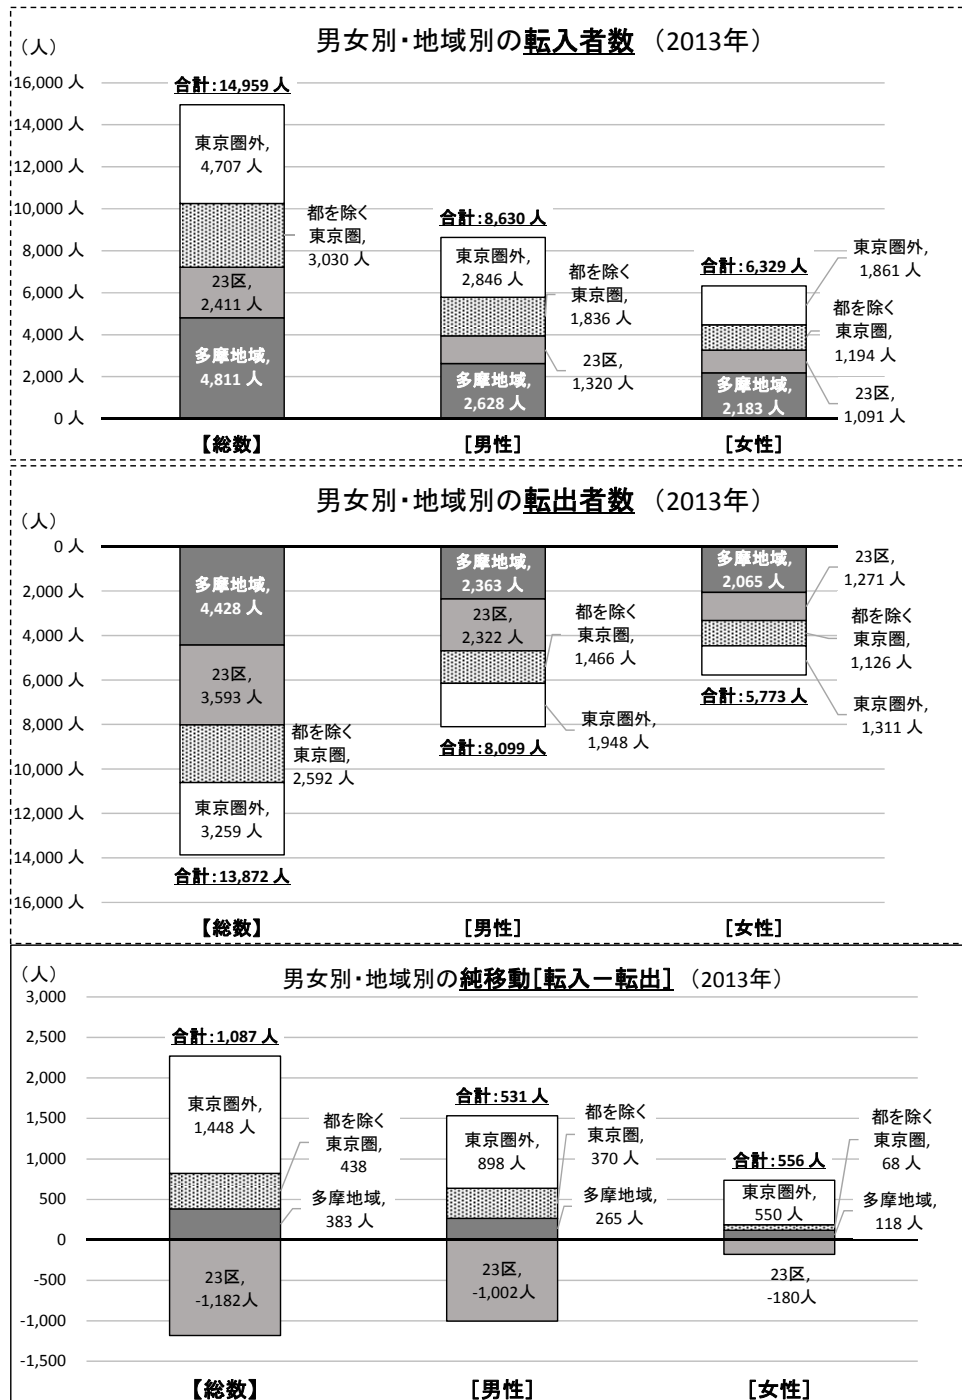 男女別・地域別の転入者数 （2013年）
（人）
16,000 人
14,000 人
12,000 人
10,000 人
8,000 人
6,000 人
4,000 人
2,000 人
0 人
合計：14,959 人
東京圏外,
4,707 人
都を除く
東京圏,
3,030 人
23区,
2,411 人
多摩地域,
4,811 人
【総数】
合計：8,630 人
東京圏外,
2,846 人
都を除く
東京圏,
1,836 人
23区,
1,320 人
多摩地域,
2,628 人
［男性］
合計：6,329 人
東京圏外,
1,861 人
都を除く
東京圏,
1,194 人
23区,
1,091 人
多摩地域,
2,183 人
［女性］
男女別・地域別の転出者数 （2013年）
（人）
0 人
2,000 人
4,000 人
6,000 人
8,000 人
10,000 人
12,000 人
14,000 人
16,000 人
多摩地域,
4,428 人
23区,
3,593 人
都を除く
東京圏,
2,592 人
東京圏外,
3,259 人
合計：13,872 人
【総数】
多摩地域,
2,363 人
23区,
2,322 人
都を除く
東京圏,
1,466 人
東京圏外,
1,948 人
合計：8,099 人
［男性］
多摩地域,
2,065 人
23区,
1,271 人
都を除く
東京圏,
1,126 人
東京圏外,
1,311 人
合計：5,773 人
［女性］
男女別・地域別の純移動［転入－転出］ （2013年）
（人）
3,000
2,500
2,000
1,500
1,000
500
0
-500
-1,000
-1,500
合計：1,087 人
東京圏外,
1,448 人
都を除く
東京圏,
438
多摩地域,
383 人
23区,
-1,182人
【総数】
合計：531 人
東京圏外,
898 人
都を除く
東京圏,
370 人
多摩地域,
265 人
23区,
-1,002人
［男性］
合計：556 人
東京圏外,
550 人
都を除く
東京圏,
68 人
多摩地域,
118 人
23区,
-180人
［女性］